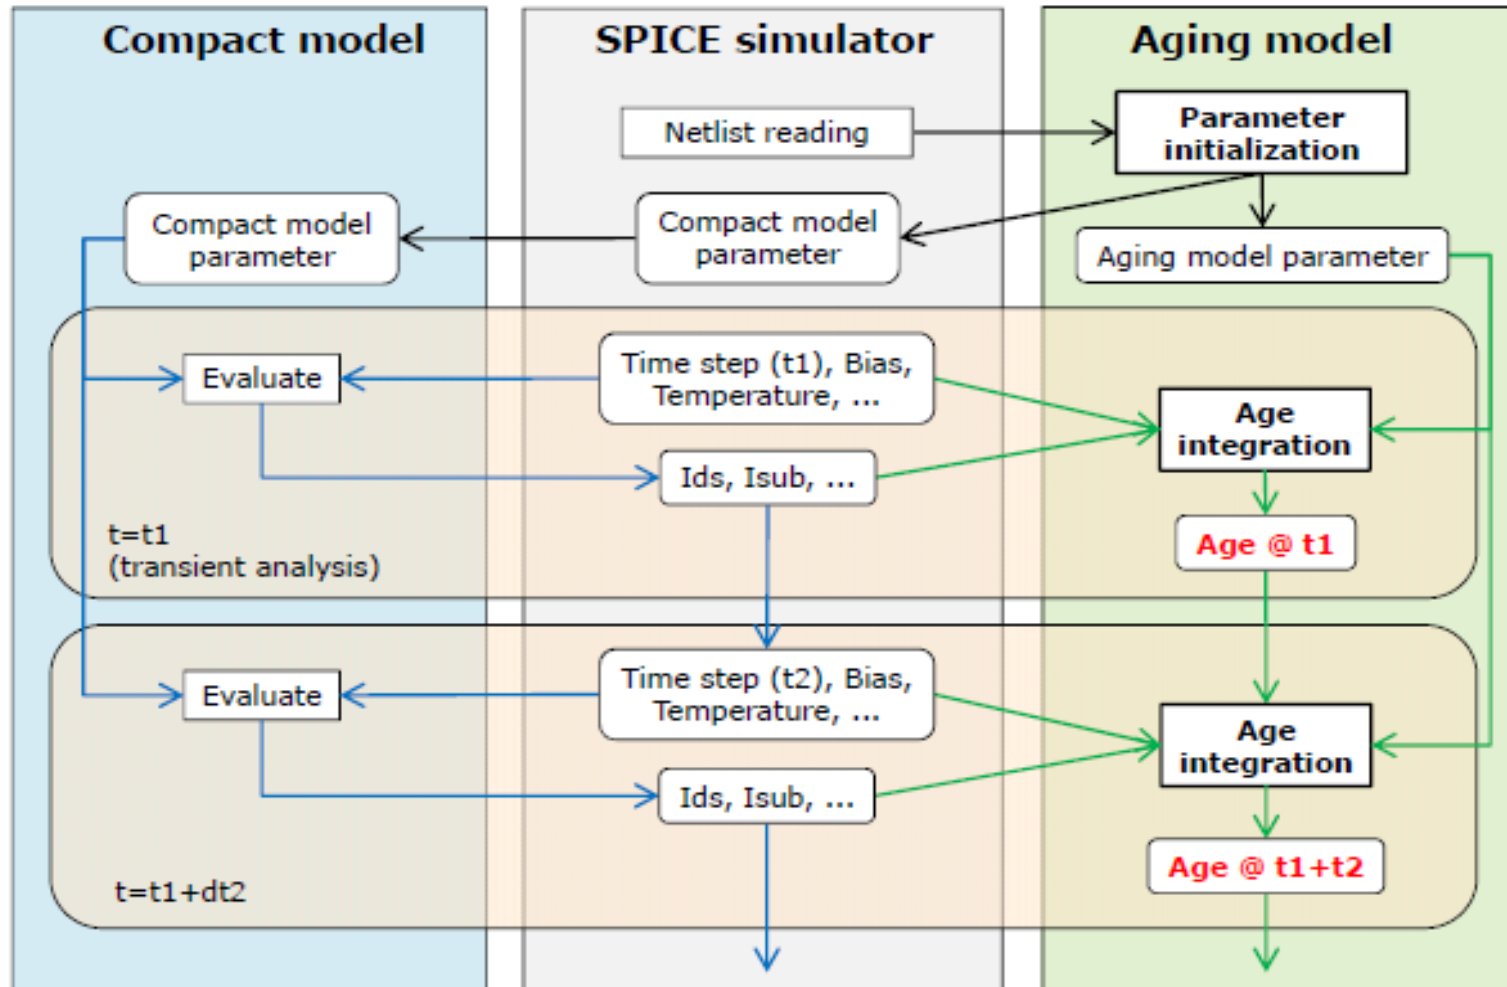 Compact model
SPICE simulator
Aging model
Netlist reading
Parameter
initialization
Compact model
parameter
Compact model
parameter
Aging model parameter
Evaluate
Time step (t1), Bias,
Temperature, ...
Age
integration
Ids, Isub, ...
t=t1
(transient analysis)
Age @ t1
Evaluate
Time step (t2), Bias,
Temperature, ...
Age
integration
Ids, Isub, ...
t=t1+dt2
Age @ t1+t2